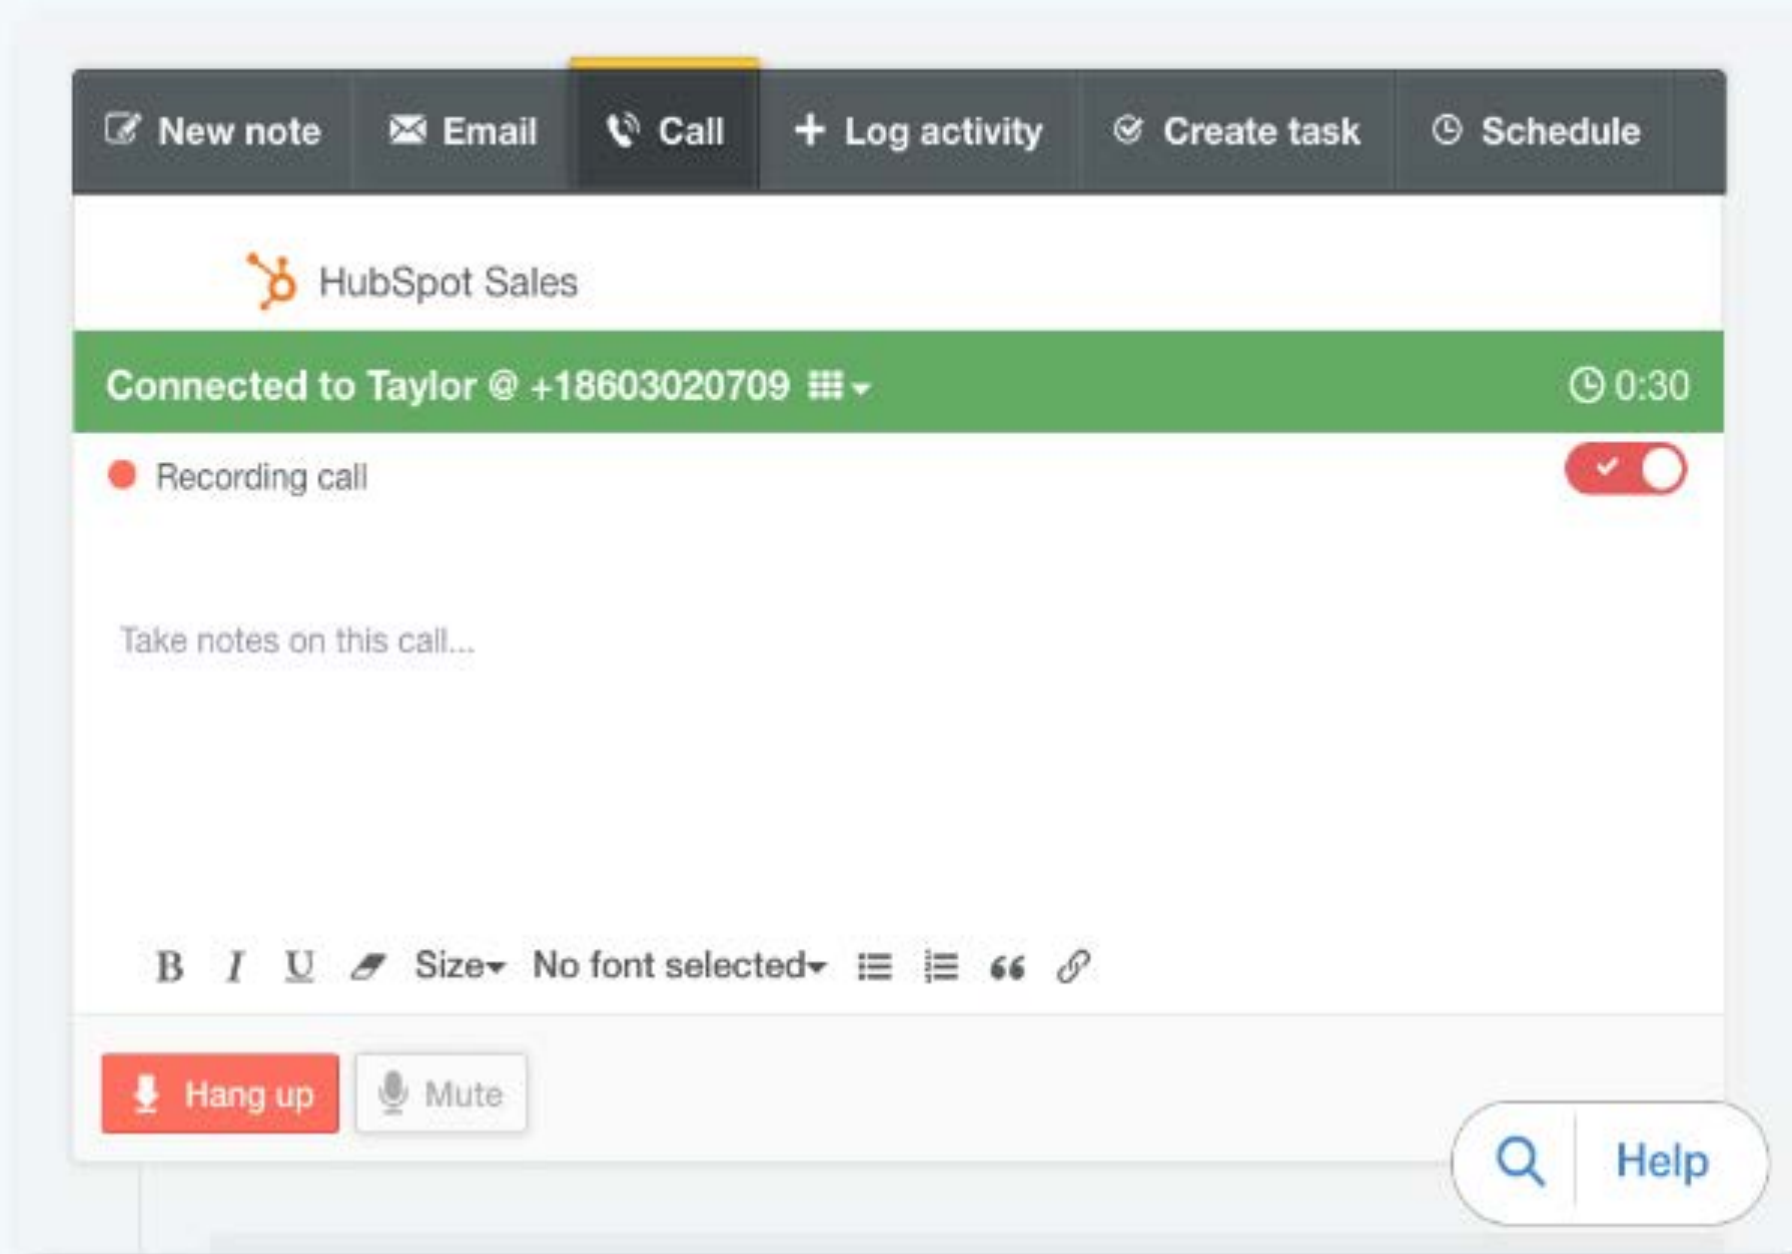 New note Email Call + Log activity Create task Schedule
HubSpot Sales
Connected to Taylor @ +18603020709 0:30
Recording call
Take notes on this call...
B I U Size No font selected “
Hang up Mute
Help